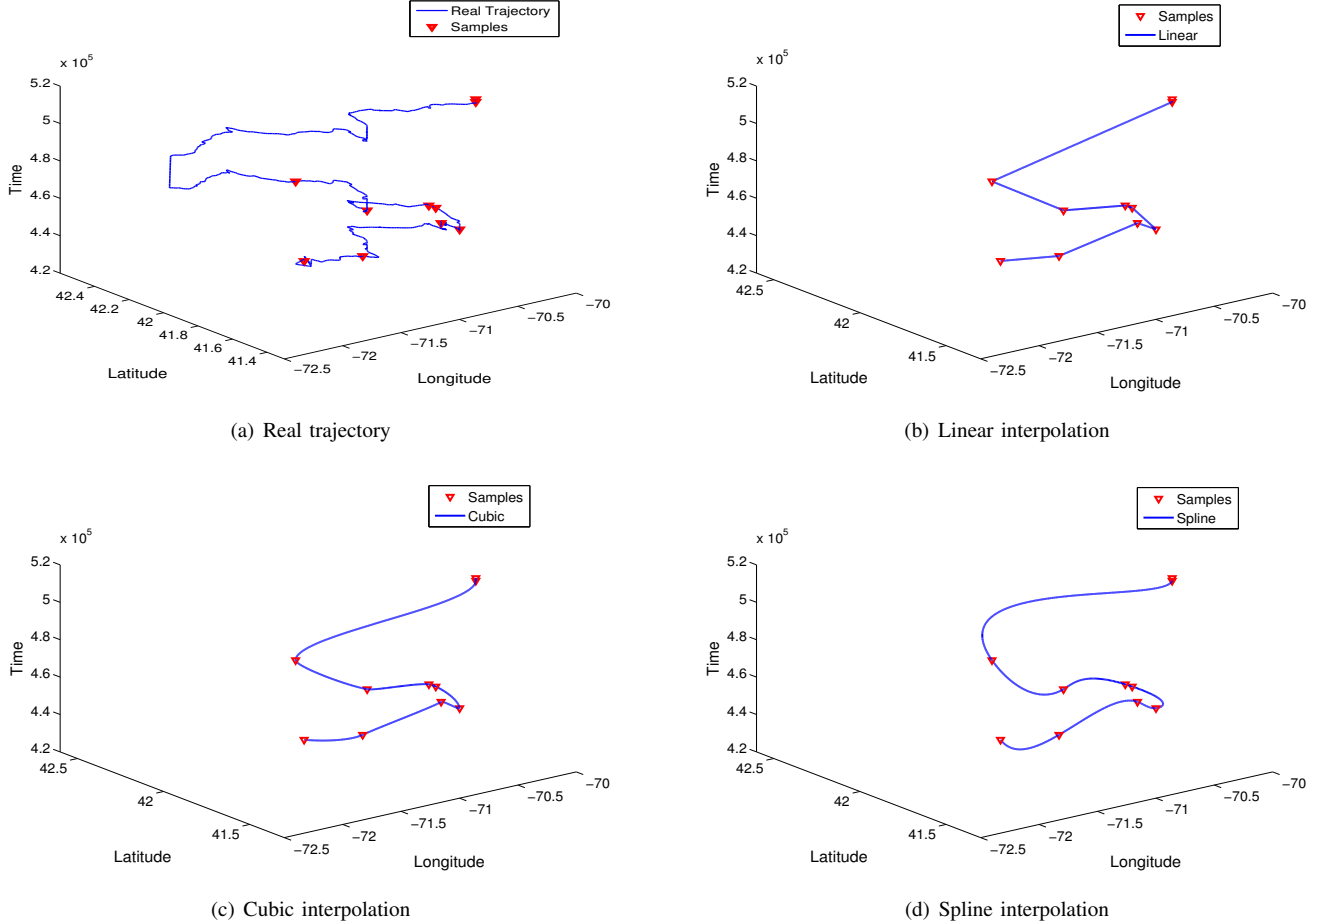 Real Trajectory
Samples
x 10^5
5.2
5
4.8
4.6
4.4
4.2
Time
42.4
42.2
42
41.8
41.6
41.4
Latitude
−72.5
−72
−71.5
−71
−70.5
−70
Longitude
(a) Real trajectory
Samples
Linear
x 10^5
5.2
5
4.8
4.6
4.4
4.2
Time
42.5
42
41.5
Latitude
−72.5
−72
−71.5
−71
−70.5
−70
Longitude
(b) Linear interpolation
Samples
Cubic
x 10^5
5.2
5
4.8
4.6
4.4
4.2
Time
42.5
42
41.5
Latitude
−72.5
−72
−71.5
−71
−70.5
−70
Longitude
(c) Cubic interpolation
Samples
Spline
x 10^5
5.2
5
4.8
4.6
4.4
4.2
Time
42.5
42
41.5
Latitude
−72.5
−72
−71.5
−71
−70.5
−70
Longitude
(d) Spline interpolation